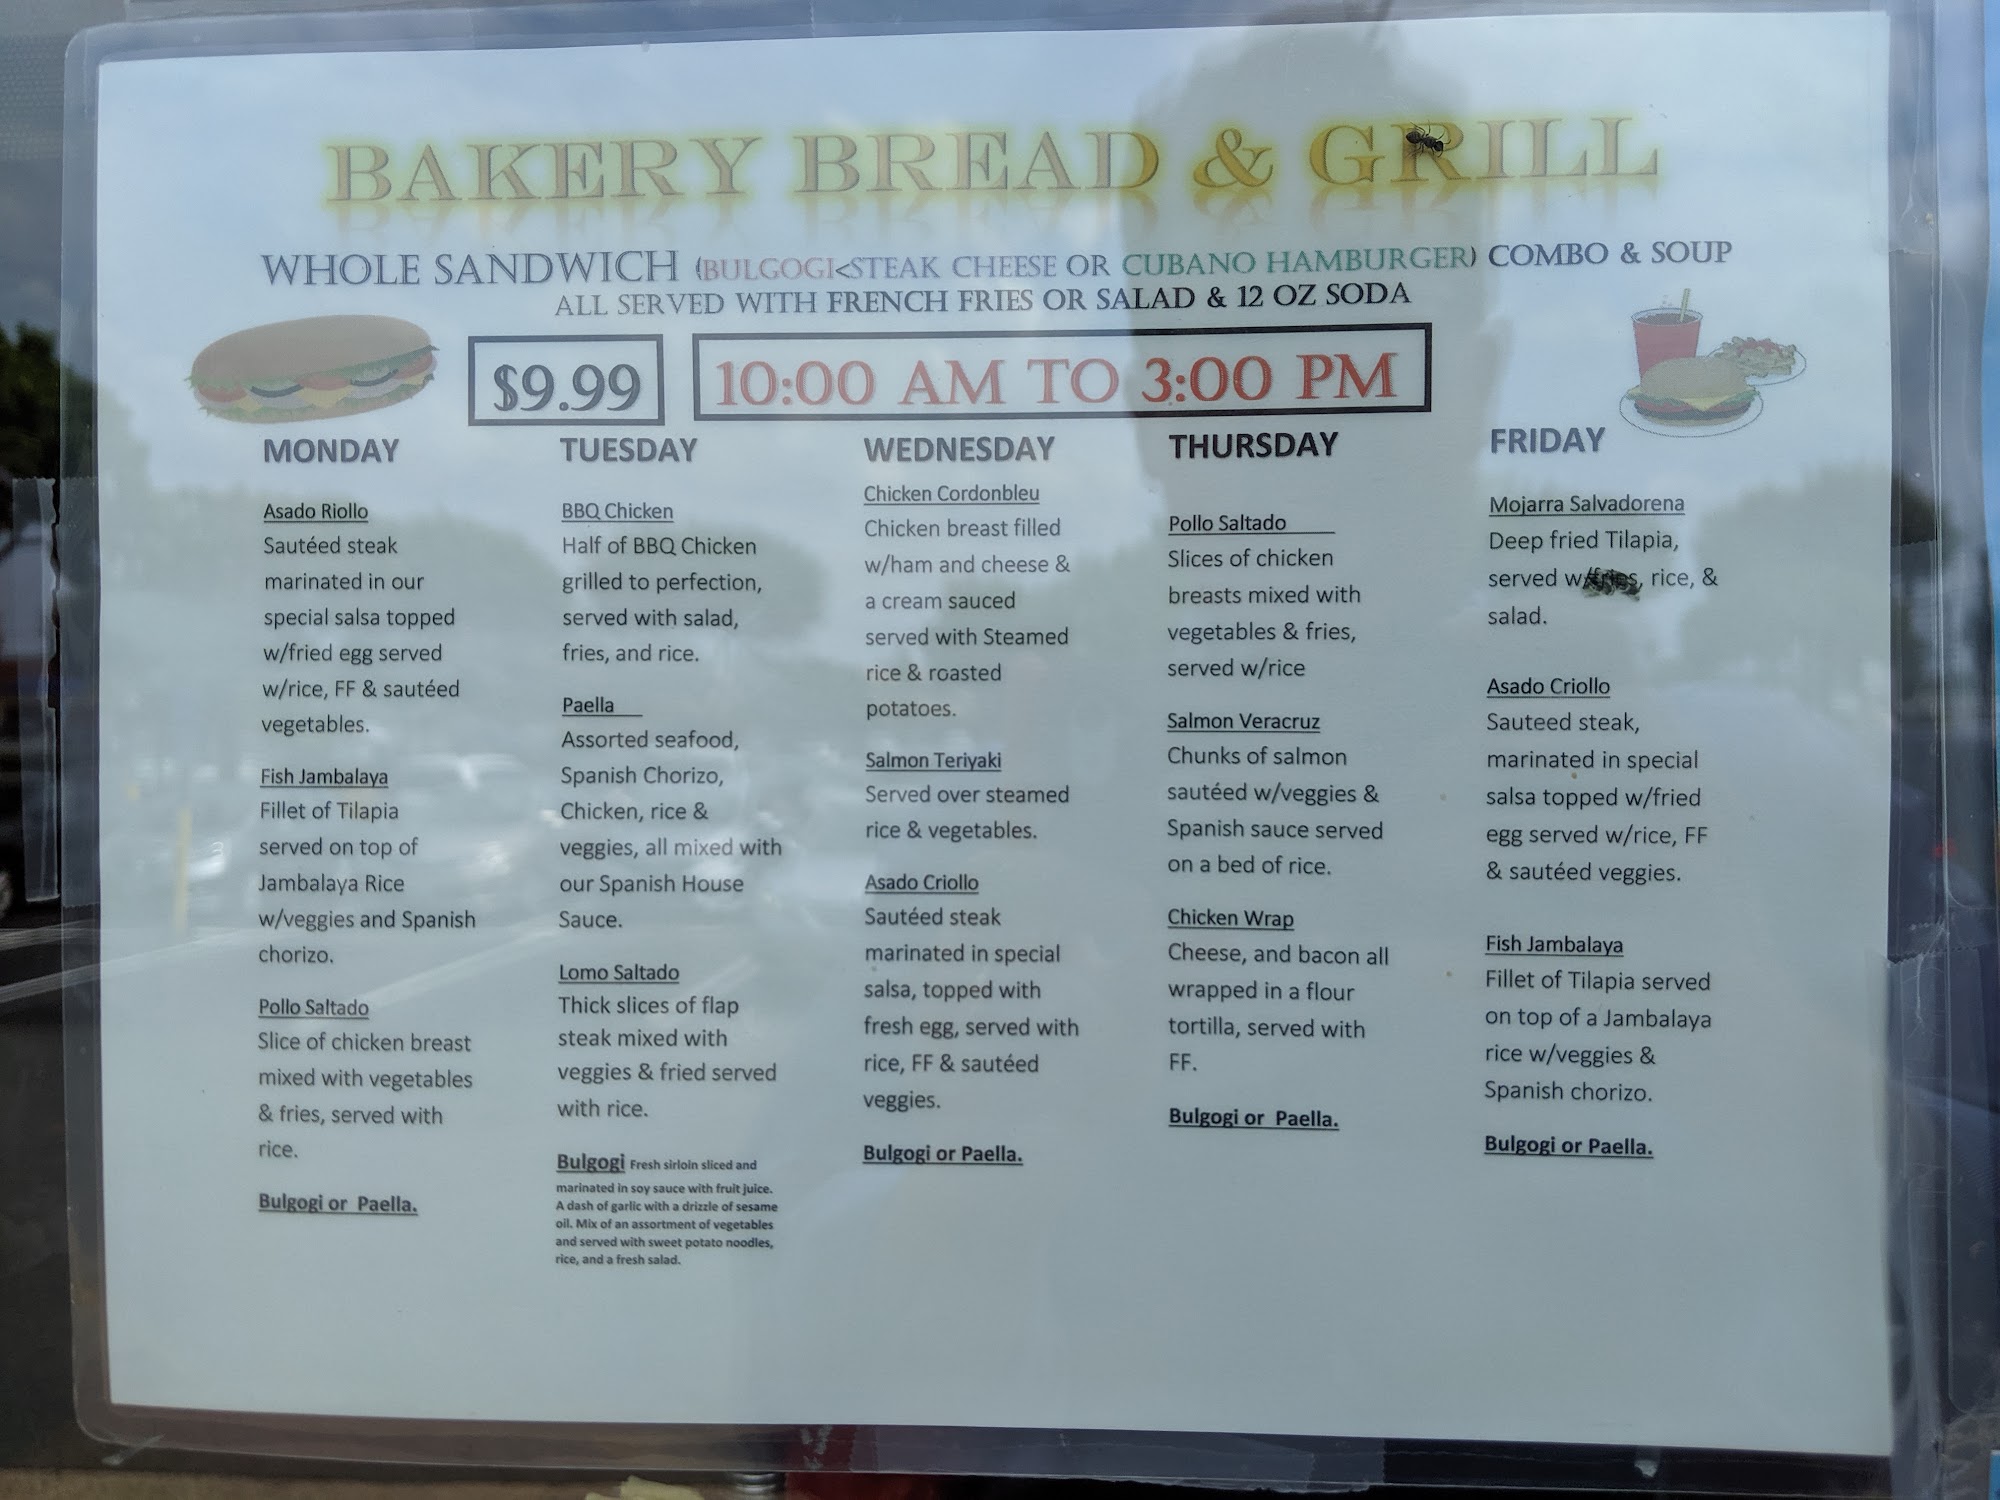 BAKERY BREAD & GRILL
WHOLE SANDWICH (BULGOGI<STEAK CHEESE OR CUBANO HAMBURGER) COMBO & SOUP
ALL SERVED WITH FRENCH FRIES OR SALAD & 12 OZ SODA
$9.99
10:00 AM TO 3:00 PM
MONDAY
Asado Riollo
Sautéed steak
marinated in our
special salsa topped
w/fried egg served
w/rice, FF & sautéed
vegetables.
Fish Jambalaya
Fillet of Tilapia
served on top of
Jambalaya Rice
w/veggies and Spanish
chorizo.
Pollo Saltado
Slice of chicken breast
mixed with vegetables
& fries, served with
rice.
Bulgogi or Paella.
TUESDAY
BBQ Chicken
Half of BBQ Chicken
grilled to perfection,
served with salad,
fries, and rice.
Paella
Assorted seafood,
Spanish Chorizo,
Chicken, rice &
veggies, all mixed with
our Spanish House
Sauce.
Lomo Saltado
Thick slices of flap
steak mixed with
veggies & fried served
with rice.
Bulgogi Fresh sirloin sliced and
marinated in soy sauce with fruit juice.
A dash of garlic with a drizzle of sesame
oil. Mix of an assortment of vegetables
and served with sweet potato noodles,
rice, and a fresh salad.
WEDNESDAY
Chicken Cordonbleu
Chicken breast filled
w/ham and cheese &
a cream sauced
served with Steamed
rice & roasted
potatoes.
Salmon Teriyaki
Served over steamed
rice & vegetables.
Asado Criollo
Sautéed steak
marinated in special
salsa, topped with
fresh egg, served with
rice, FF & sautéed
veggies.
Bulgogi or Paella.
THURSDAY
Pollo Saltado
Slices of chicken
breasts mixed with
vegetables & fries,
served w/rice
Salmon Veracruz
Chunks of salmon
sautéed w/veggies &
Spanish sauce served
on a bed of rice.
Chicken Wrap
Cheese, and bacon all
wrapped in a flour
tortilla, served with
FF.
Bulgogi or Paella.
FRIDAY
Mojarra Salvadorena
Deep fried Tilapia,
served w/fries, rice, &
salad.
Asado Criollo
Sauteed steak,
marinated in special
salsa topped w/fried
egg served w/rice, FF
& sautéed veggies.
Fish Jambalaya
Fillet of Tilapia served
on top of a Jambalaya
rice w/veggies &
Spanish chorizo.
Bulgogi or Paella.